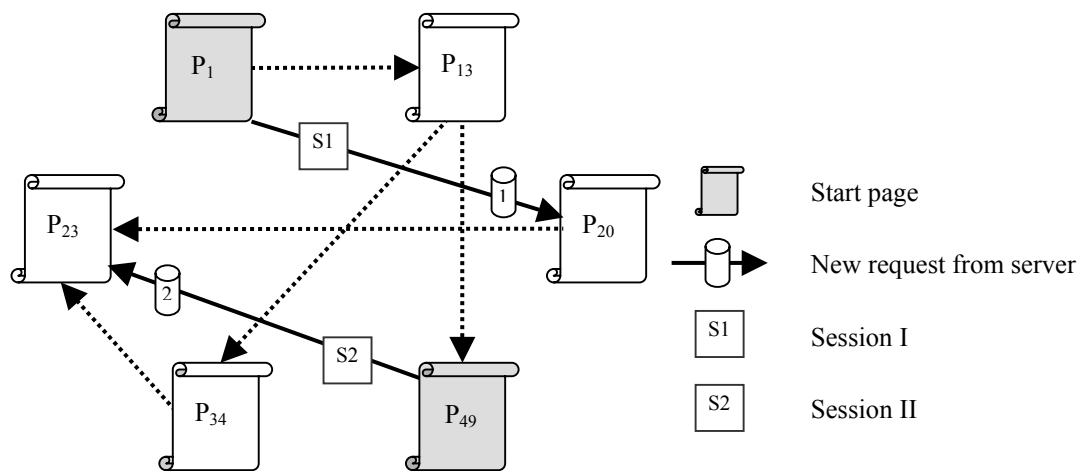 P₁
P₁₃
S1
1
P₂₃
P₂₀
2
S2
P₃₄
P₄₉
Start page
New request from server
S1 Session I
S2 Session II